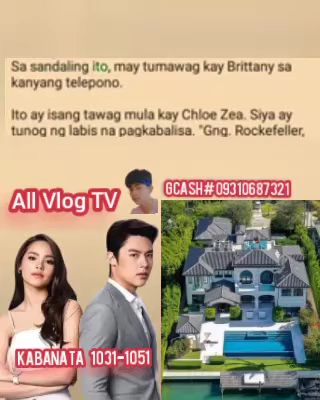 Sa sandaling ito, may tumawag kay Brittany sa
kanyang telepono.
Ito ay isang tawag mula kay Chloe Zea. Siya ay
tunog ng labis na pagkabalisa. "Gng. Rockefeller,
All Vlog TV
GCASH#09310687321
KABANATA 1031-1051